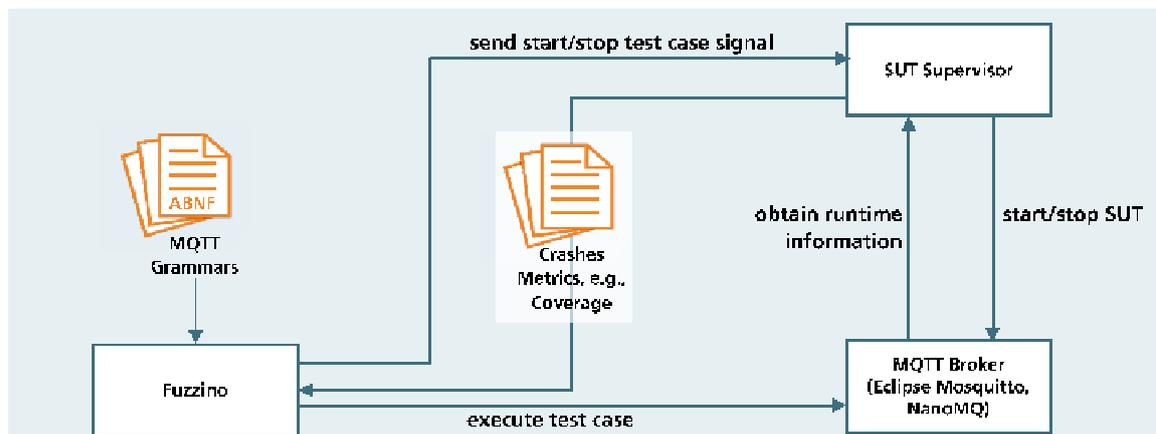 send start/stop test case signal
SUT Supervisor
ABNF
MQTT
Grammars
obtain runtime
information
start/stop SUT
Crashes
Metrics, e.g.,
Coverage
Fuzzino
MQTT Broker
(Eclipse Mosquitto,
NanoMQ)
execute test case